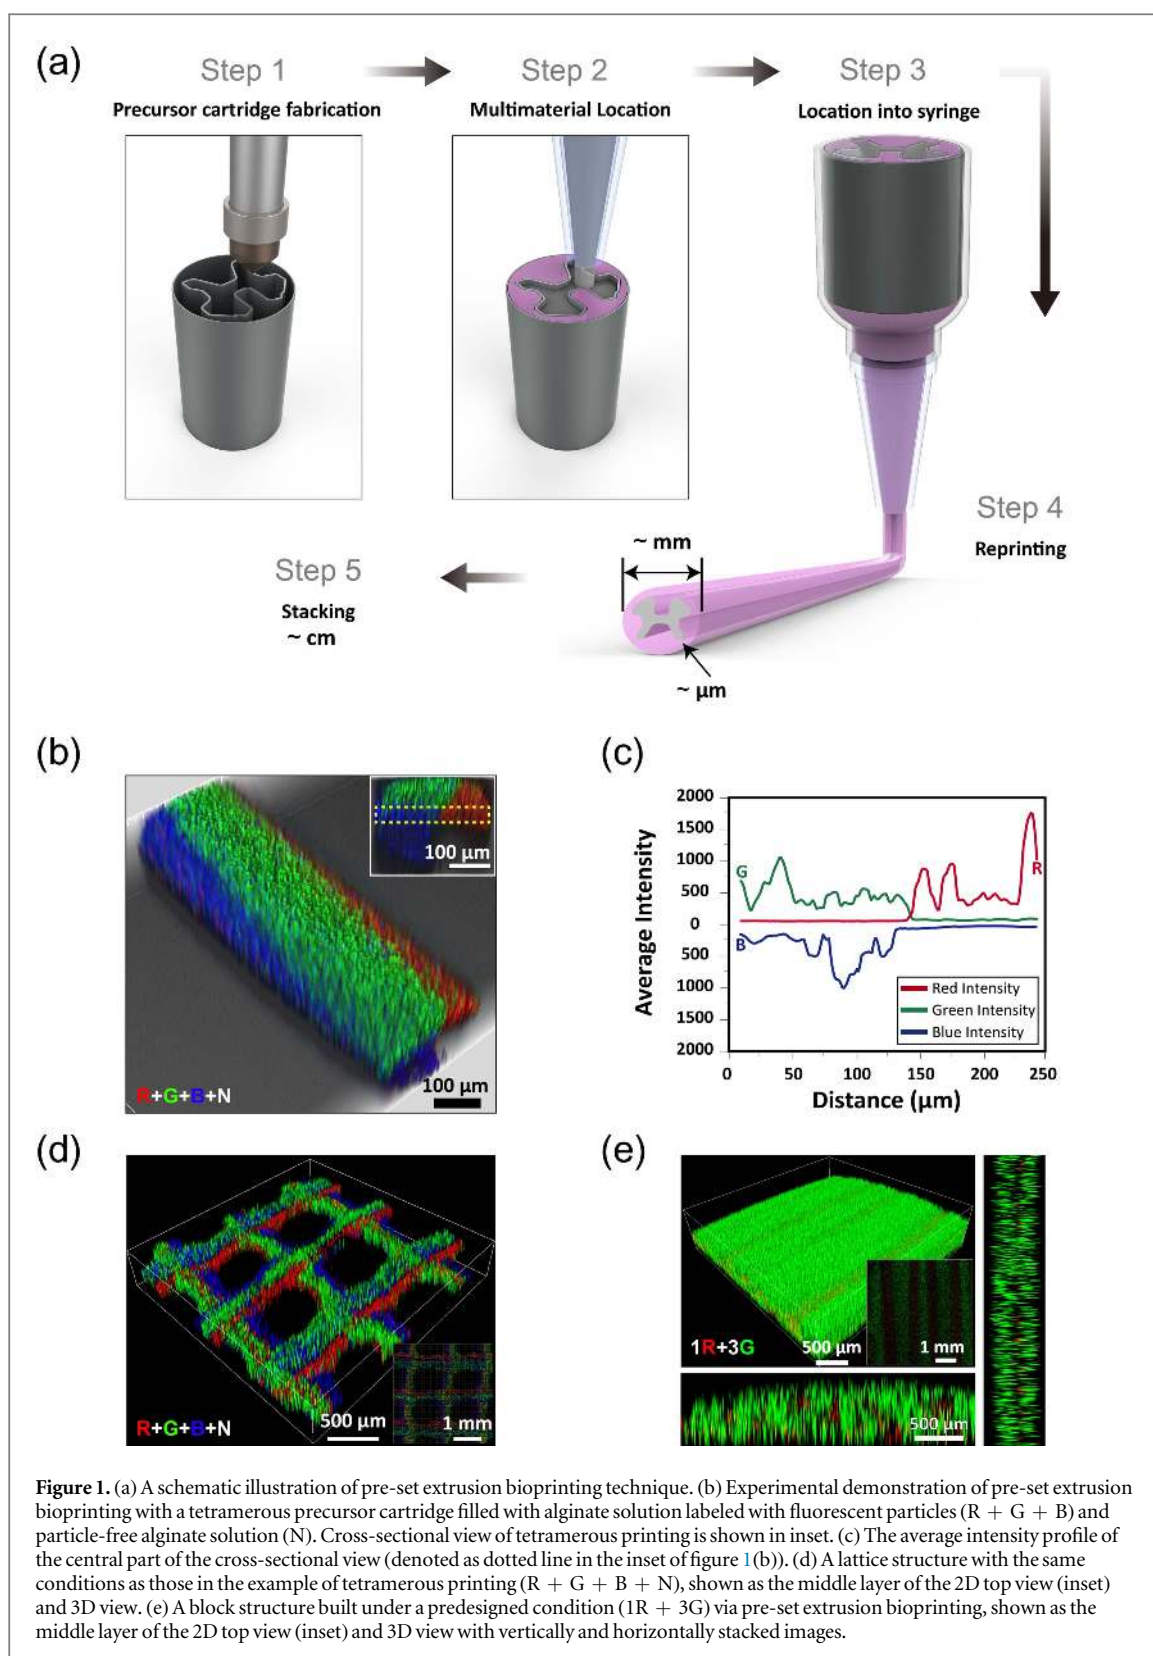 (a)
Step 1
Step 2
Step 3
Precursor cartridge fabrication
Multimaterial Location
Location into syringe
Step 4
Reprinting
~ mm
Step 5
Stacking
~ cm
~ μm
(b)
100 μm
R+G+B+N
100 μm
(c)
2000
1500
1000
500
0
500
1000
1500
2000
Average Intensity
G
R
B
Red Intensity
Green Intensity
Blue Intensity
0 50 100 150 200 250
Distance (μm)
(d)
R+G+B+N
500 μm
1 mm
(e)
1R+3G
500 μm
1 mm
500 μm
Figure 1. (a) A schematic illustration of pre-set extrusion bioprinting technique. (b) Experimental demonstration of pre-set extrusion
bioprinting with a tetramerous precursor cartridge filled with alginate solution labeled with fluorescent particles (R + G + B) and
particle-free alginate solution (N). Cross-sectional view of tetramerous printing is shown in inset. (c) The average intensity profile of
the central part of the cross-sectional view (denoted as dotted line in the inset of figure 1(b)). (d) A lattice structure with the same
conditions as those in the example of tetramerous printing (R + G + B + N), shown as the middle layer of the 2D top view (inset)
and 3D view. (e) A block structure built under a predesigned condition (1R + 3G) via pre-set extrusion bioprinting, shown as the
middle layer of the 2D top view (inset) and 3D view with vertically and horizontally stacked images.